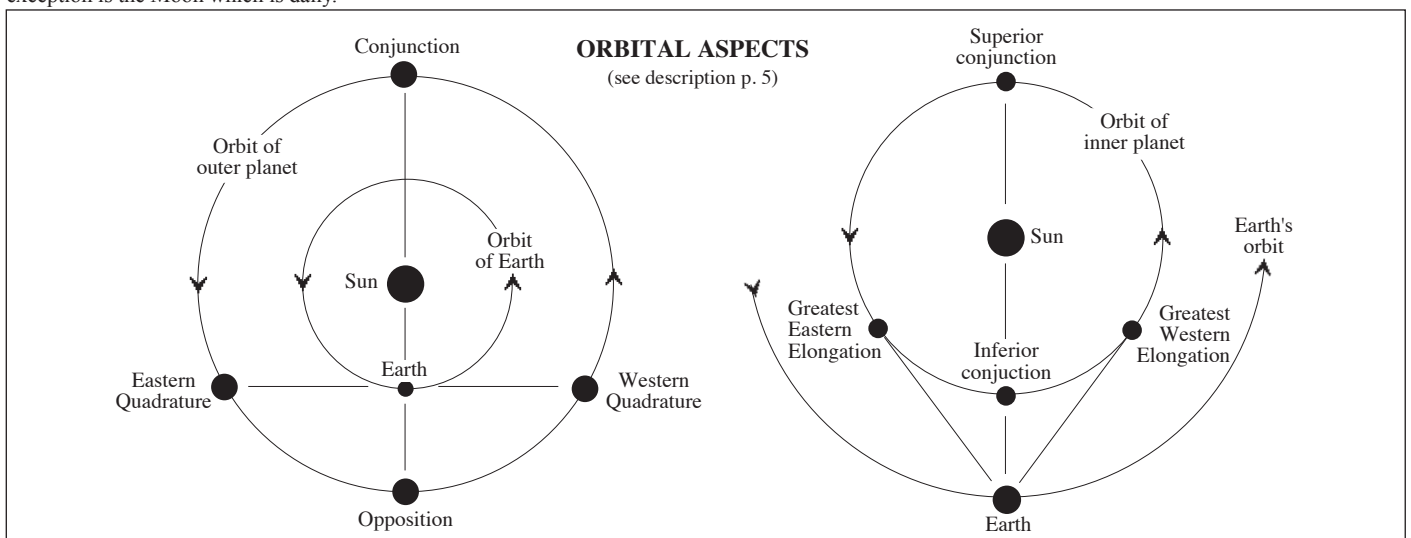 exception is the Moon which is daily.
ORBITAL ASPECTS
(see description p. 5)
Conjunction
Orbit of
outer planet
Orbit
of Earth
Sun
Earth
Eastern
Quadrature
Western
Quadrature
Opposition
Superior
conjunction
Orbit of
inner planet
Sun
Earth's
orbit
Greatest
Eastern
Elongation
Greatest
Western
Elongation
Inferior
conjuction
Earth